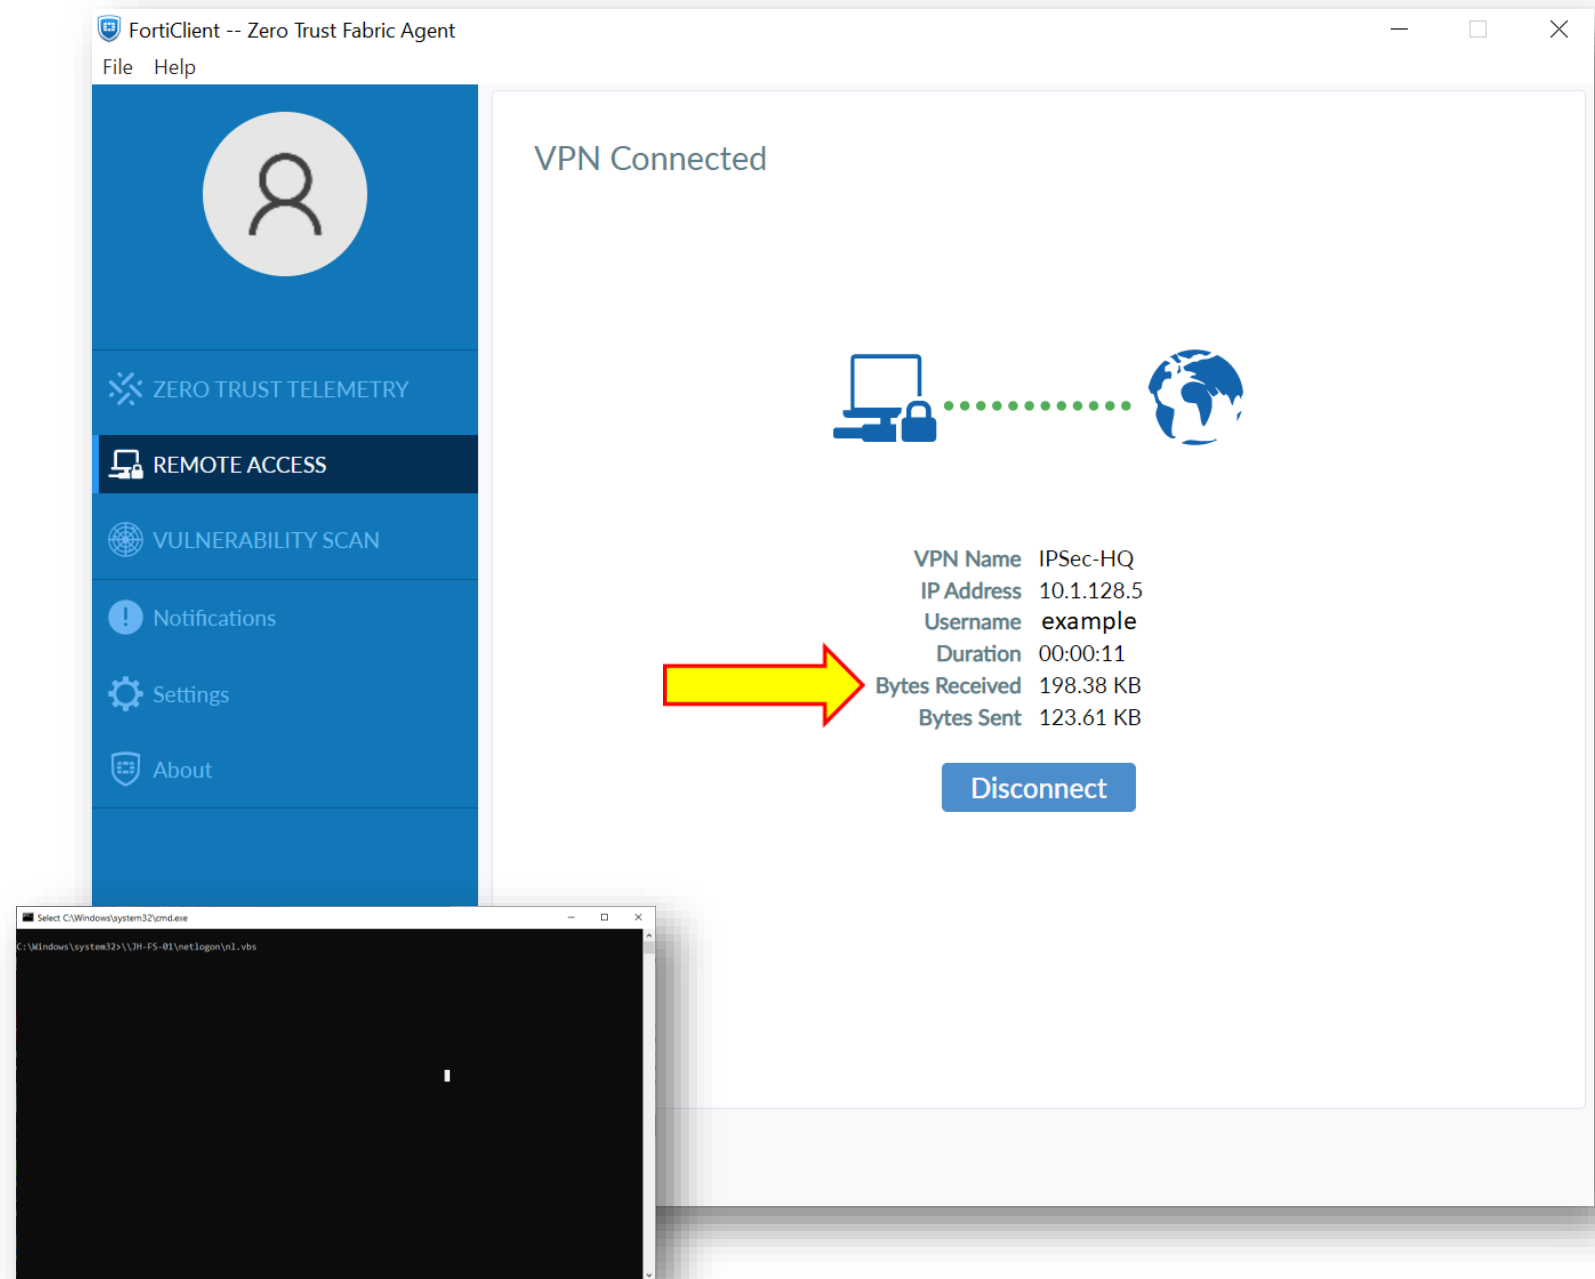 FortiClient -- Zero Trust Fabric Agent
File Help
VPN Connected
ZERO TRUST TELEMETRY
REMOTE ACCESS
VULNERABILITY SCAN
Notifications
Settings
About
VPN Name IPSec-HQ
IP Address 10.1.128.5
Username example
Duration 00:00:11
Bytes Received 198.38 KB
Bytes Sent 123.61 KB
Disconnect
Select C:\Windows\system32\cmd.exe
C:\Windows\system32>\\JH-FS-01\netlogon\nl.vbs